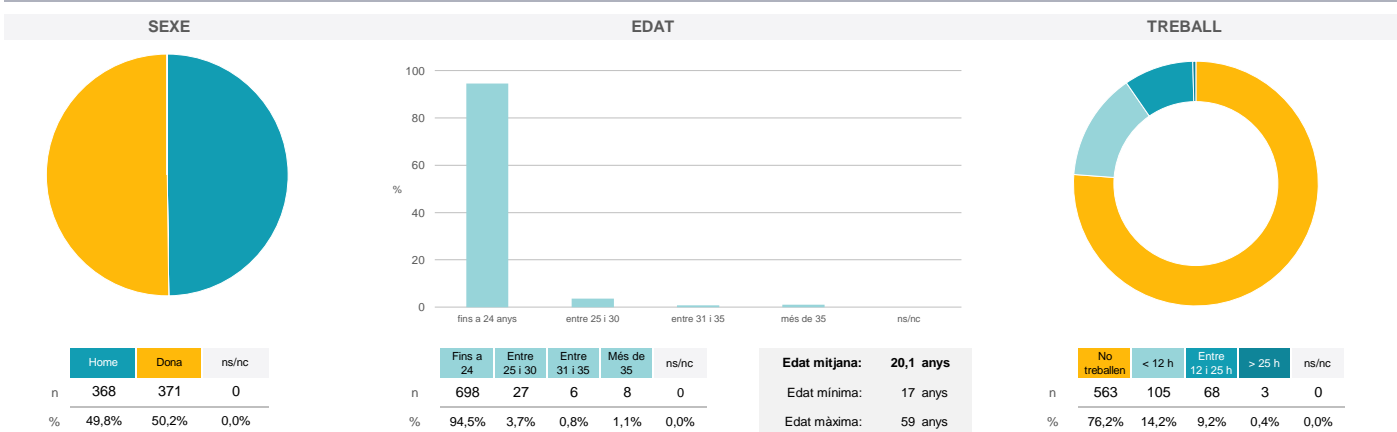 SEXE
EDAT
TREBALL
100
80
60
%
40
20
0
fins a 24 anys entre 25 i 30 entre 31 i 35 més de 35 ns/nc
Home Dona ns/nc
n 368 371 0
% 49,8% 50,2% 0,0%
Fins a 24 Entre 25 i 30 Entre 31 i 35 Més de 35 ns/nc
n 698 27 6 8 0
% 94,5% 3,7% 0,8% 1,1% 0,0%
Edat mitjana: 20,1 anys
Edat mínima: 17 anys
Edat màxima: 59 anys
No treballen < 12 h Entre 12 i 25 h > 25 h ns/nc
n 563 105 68 3 0
% 76,2% 14,2% 9,2% 0,4% 0,0%